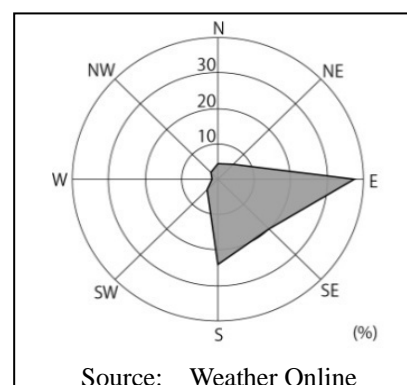 N
NW NE
30
20
10
W E
SW SE
S
(%)
Source: Weather Online